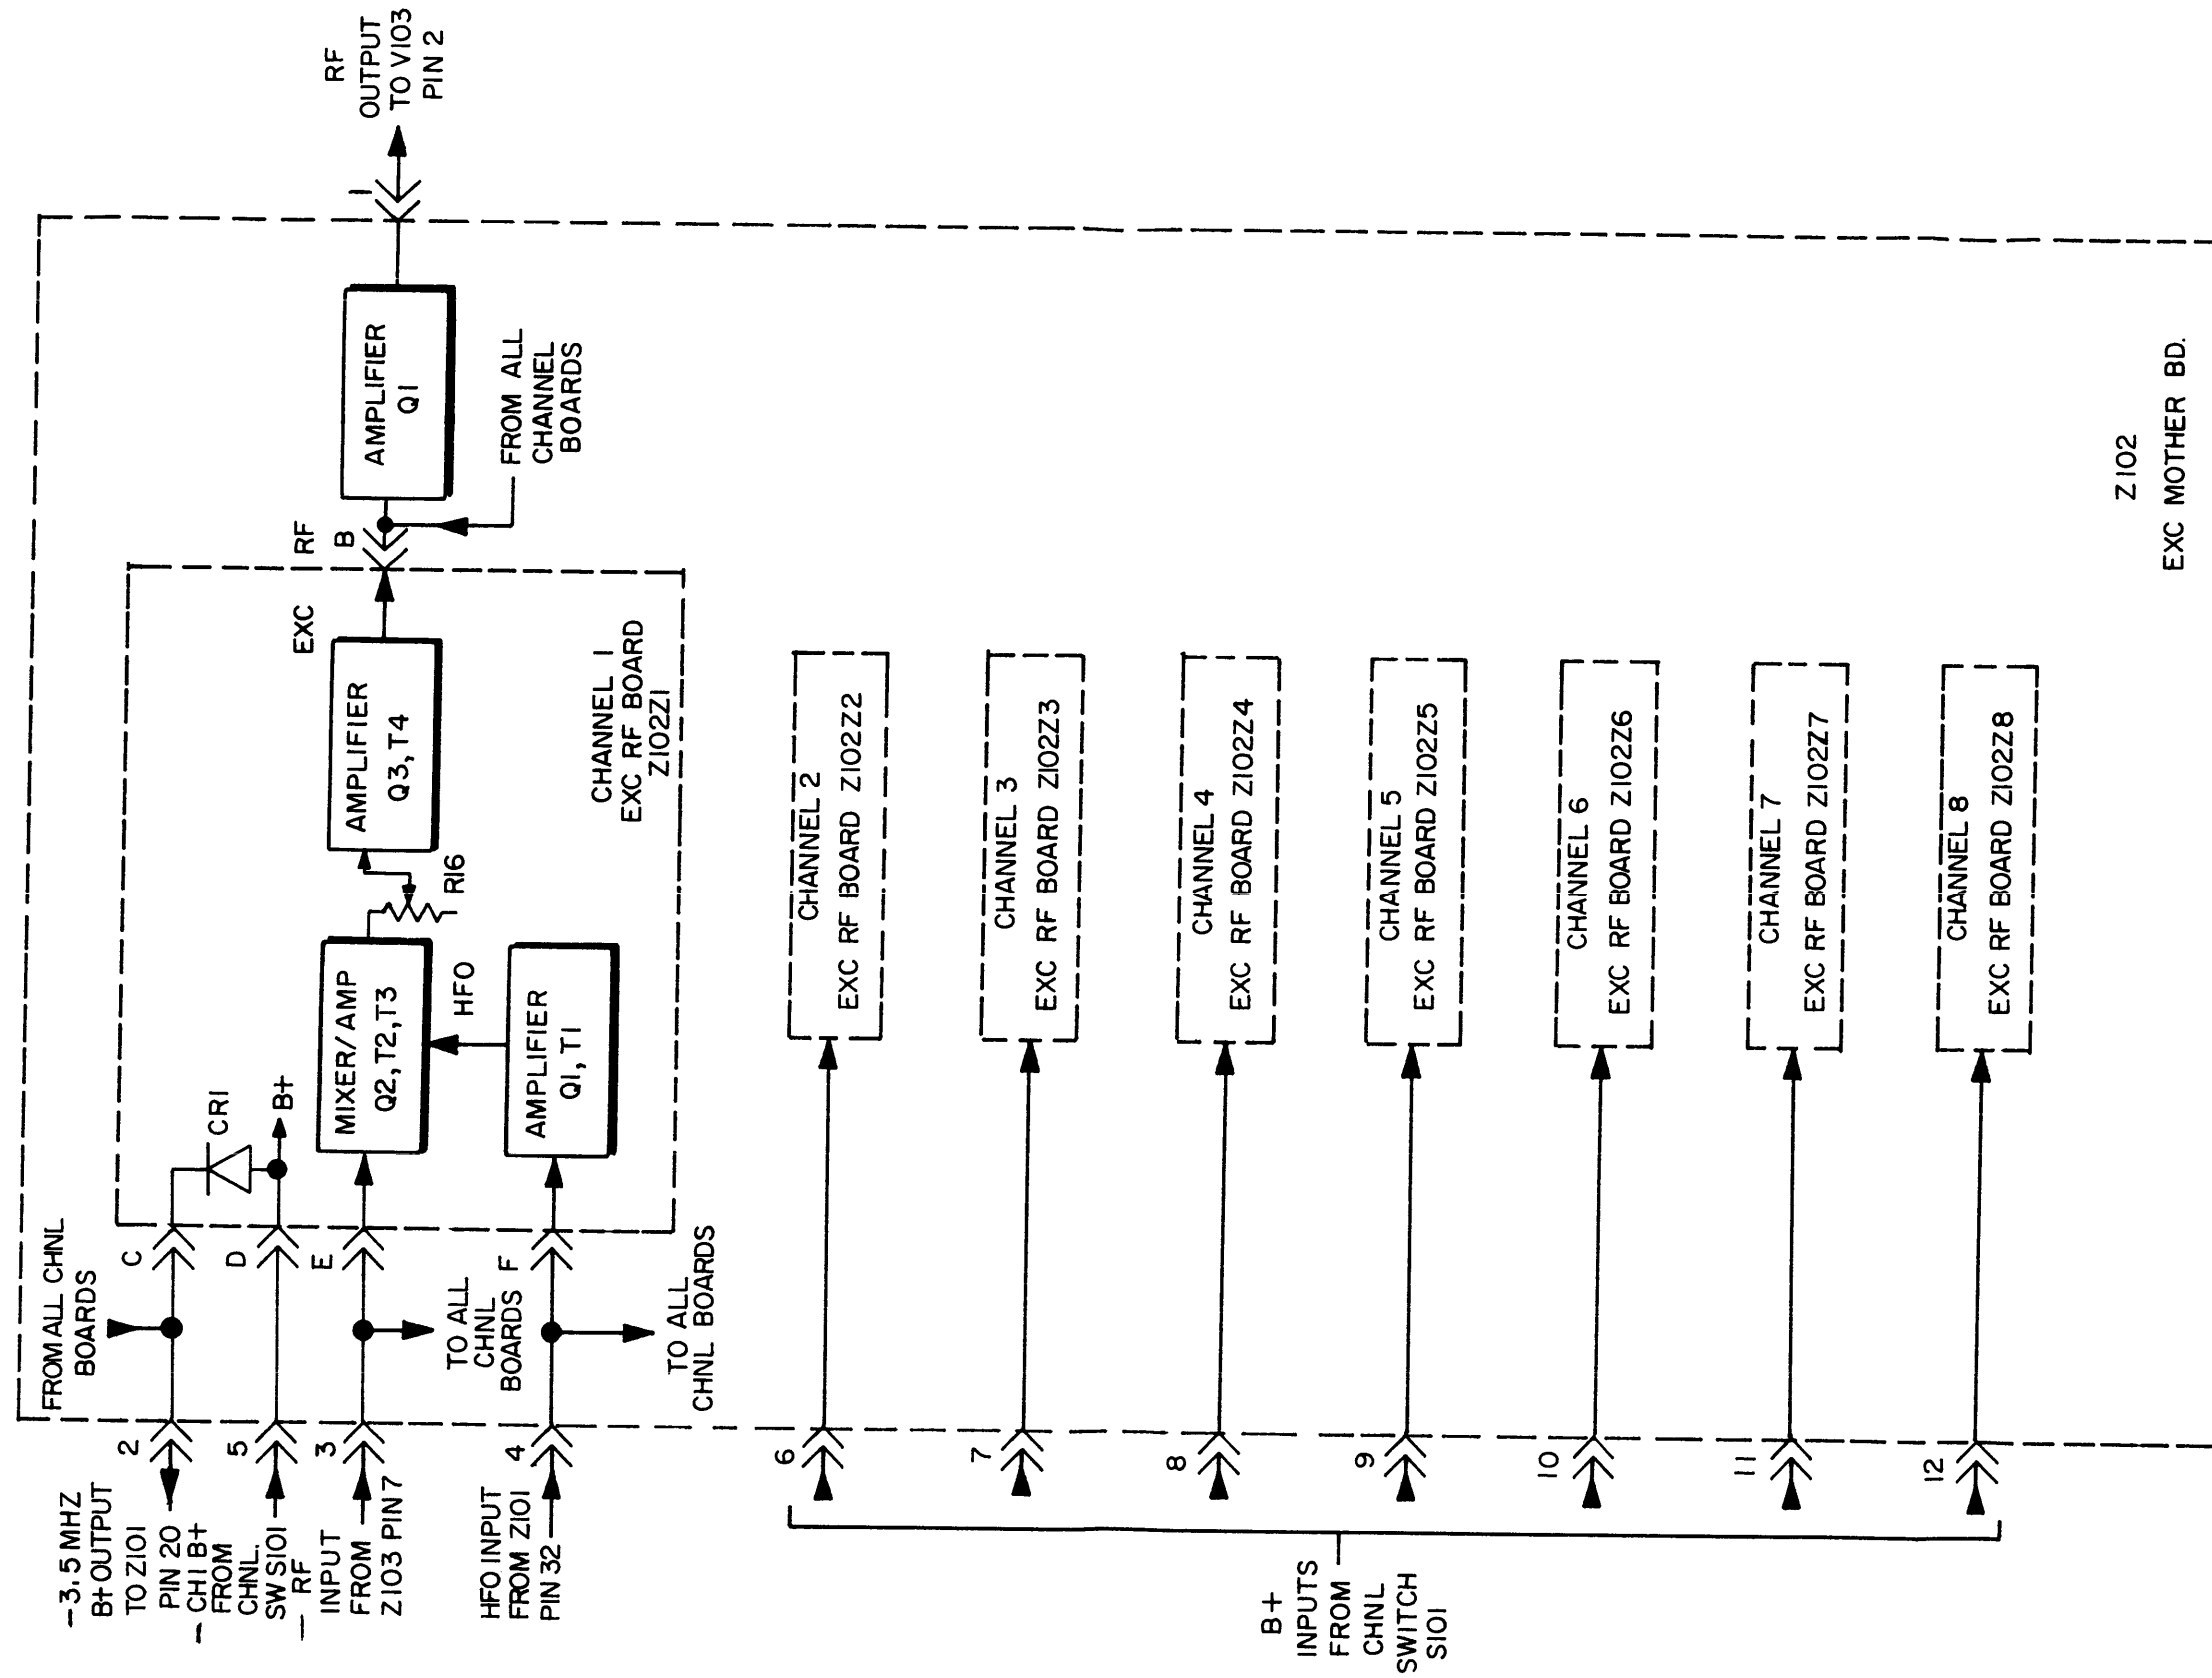 -3.5 MHZ
B+ OUTPUT
TO Z101
PIN 20
2
CH1 B+
FROM
CHNL.
SW S101
5
RF
INPUT
FROM
Z103 PIN 7
3
HFO INPUT
FROM Z101
PIN 32
4
FROM ALL CHNL
BOARDS
C
D
E
F
TO ALL
CHNL
BOARDS
TO ALL
CHNL BOARDS
CR1
B+
MIXER/AMP
Q2, T2, T3
HFO
AMPLIFIER
Q1, T1
R16
AMPLIFIER
Q3, T4
EXC
RF
B
CHANNEL 1
EXC RF BOARD
Z102Z1
AMPLIFIER
Q1
FROM ALL
CHANNEL
BOARDS
1
RF
OUTPUT
TO V103
PIN 2
B+
INPUTS
FROM
CHNL
SWITCH
S101
6
CHANNEL 2
EXC RF BOARD Z102Z2
7
CHANNEL 3
EXC RF BOARD Z102Z3
8
CHANNEL 4
EXC RF BOARD Z102Z4
9
CHANNEL 5
EXC RF BOARD Z102Z5
10
CHANNEL 6
EXC RF BOARD Z102Z6
11
CHANNEL 7
EXC RF BOARD Z102Z7
12
CHANNEL 8
EXC RF BOARD Z102Z8
Z102
EXC MOTHER BD.